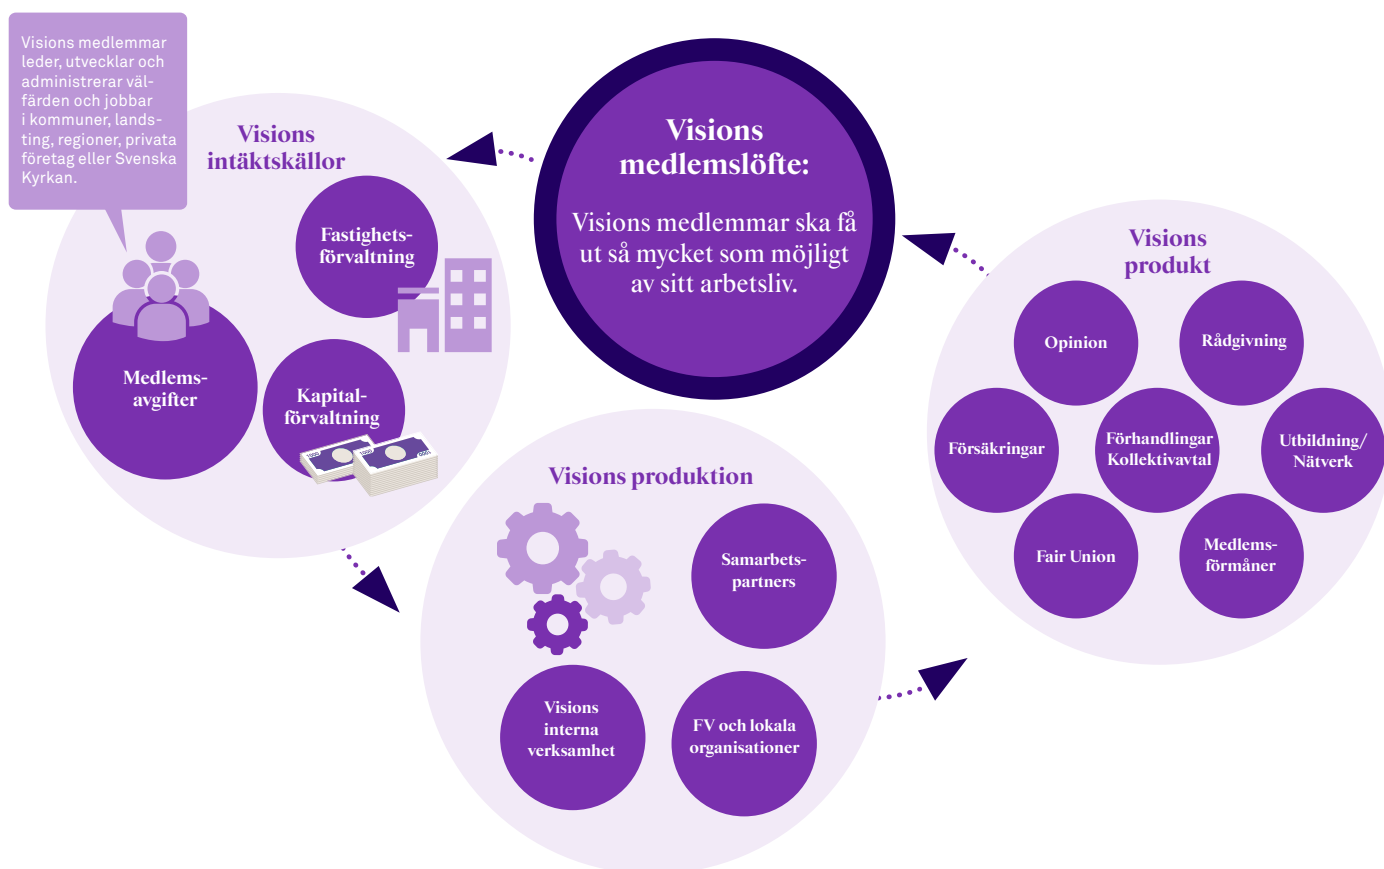 Visions medlemmar
leder, utvecklar och
administrerar väl-
färden och jobbar
i kommuner, lands-
ting, regioner, privata
företag eller Svenska
Kyrkan.
Visions
intäktskällor
Fastighets-
förvaltning
Medlems-
avgifter
Kapital-
förvaltning
1000
1000
1000
Visions
medlemslöfte:
Visions medlemmar ska få
ut så mycket som möjligt
av sitt arbetsliv.
Visions produktion
Samarbets-
partners
Visions
interna
verksamhet
FV och lokala
organisationer
Visions
produkt
Opinion
Rådgivning
Försäkringar
Förhandlingar
Kollektivavtal
Utbildning/
Nätverk
Fair Union
Medlems-
förmåner